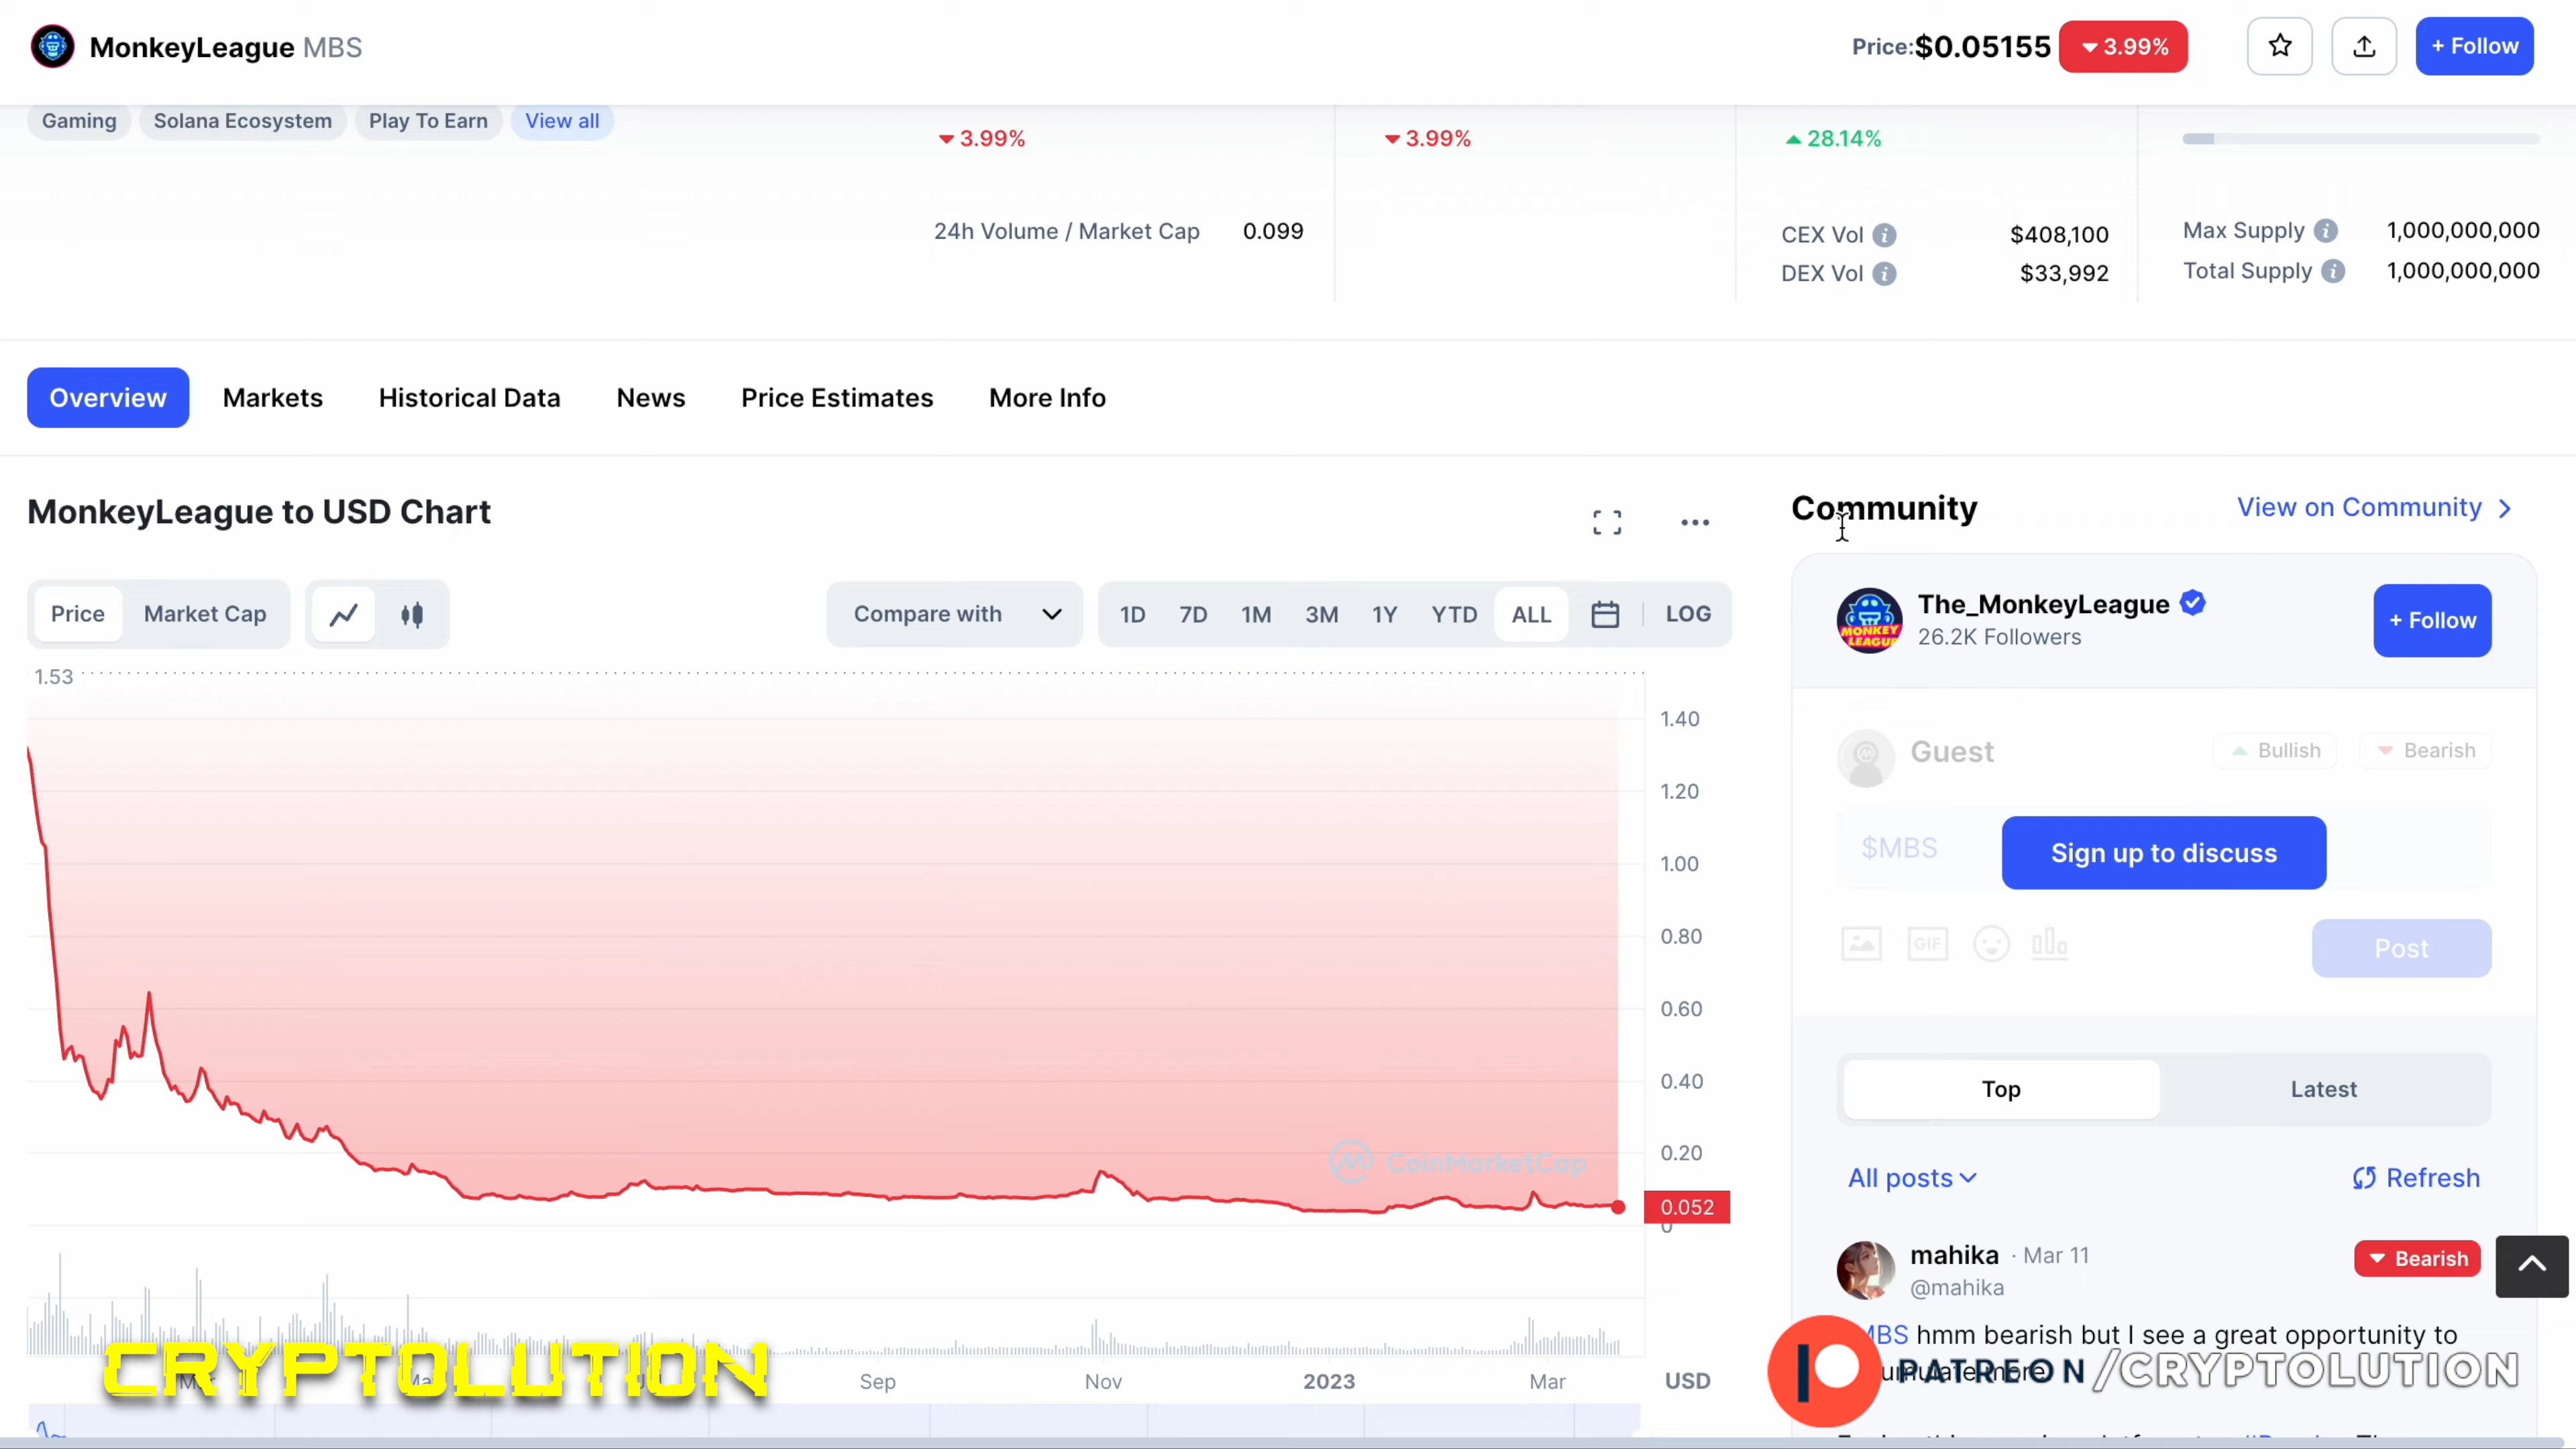 MonkeyLeague MBS
Price:$0.05155 3.99%
+ Follow
Gaming Solana Ecosystem Play To Earn View all
3.99% 3.99% 28.14%
24h Volume / Market Cap 0.099
CEX Vol $408,100
DEX Vol $33,992
Max Supply 1,000,000,000
Total Supply 1,000,000,000
Overview Markets Historical Data News Price Estimates More Info
MonkeyLeague to USD Chart
Price Market Cap
Compare with
1D 7D 1M 3M 1Y YTD ALL LOG
1.53
1.40
1.20
1.00
0.80
0.60
0.40
0.20
0.052
0
CoinMarketCap
Sep Nov 2023 Mar USD
CRYPTOLUTION
Community View on Community
MONKEY
LEAGUE
The_MonkeyLeague
26.2K Followers
+ Follow
Guest Bullish Bearish
$MBS Sign up to discuss
GIF Post
Top Latest
All posts Refresh
mahika · Mar 11 Bearish
@mahika
MBS hmm bearish but I see a great opportunity to
more
PATREON/CRYPTOLUTION